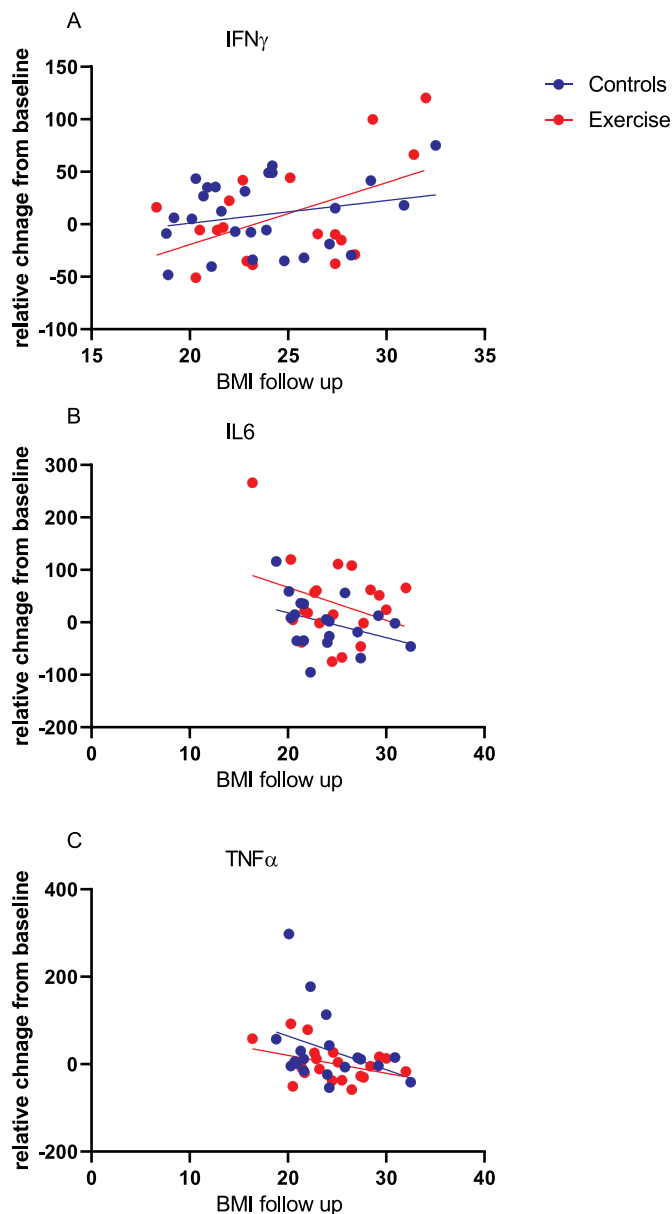 A
IFNγ
Controls
Exercise
relative chnage from baseline
150
100
50
0
-50
-100
15
20
25
30
35
BMI follow up
B
IL6
relative chnage from baseline
300
200
100
0
-100
-200
0
10
20
30
40
BMI follow up
C
TNFα
relative chnage from baseline
400
200
0
-200
0
10
20
30
40
BMI follow up